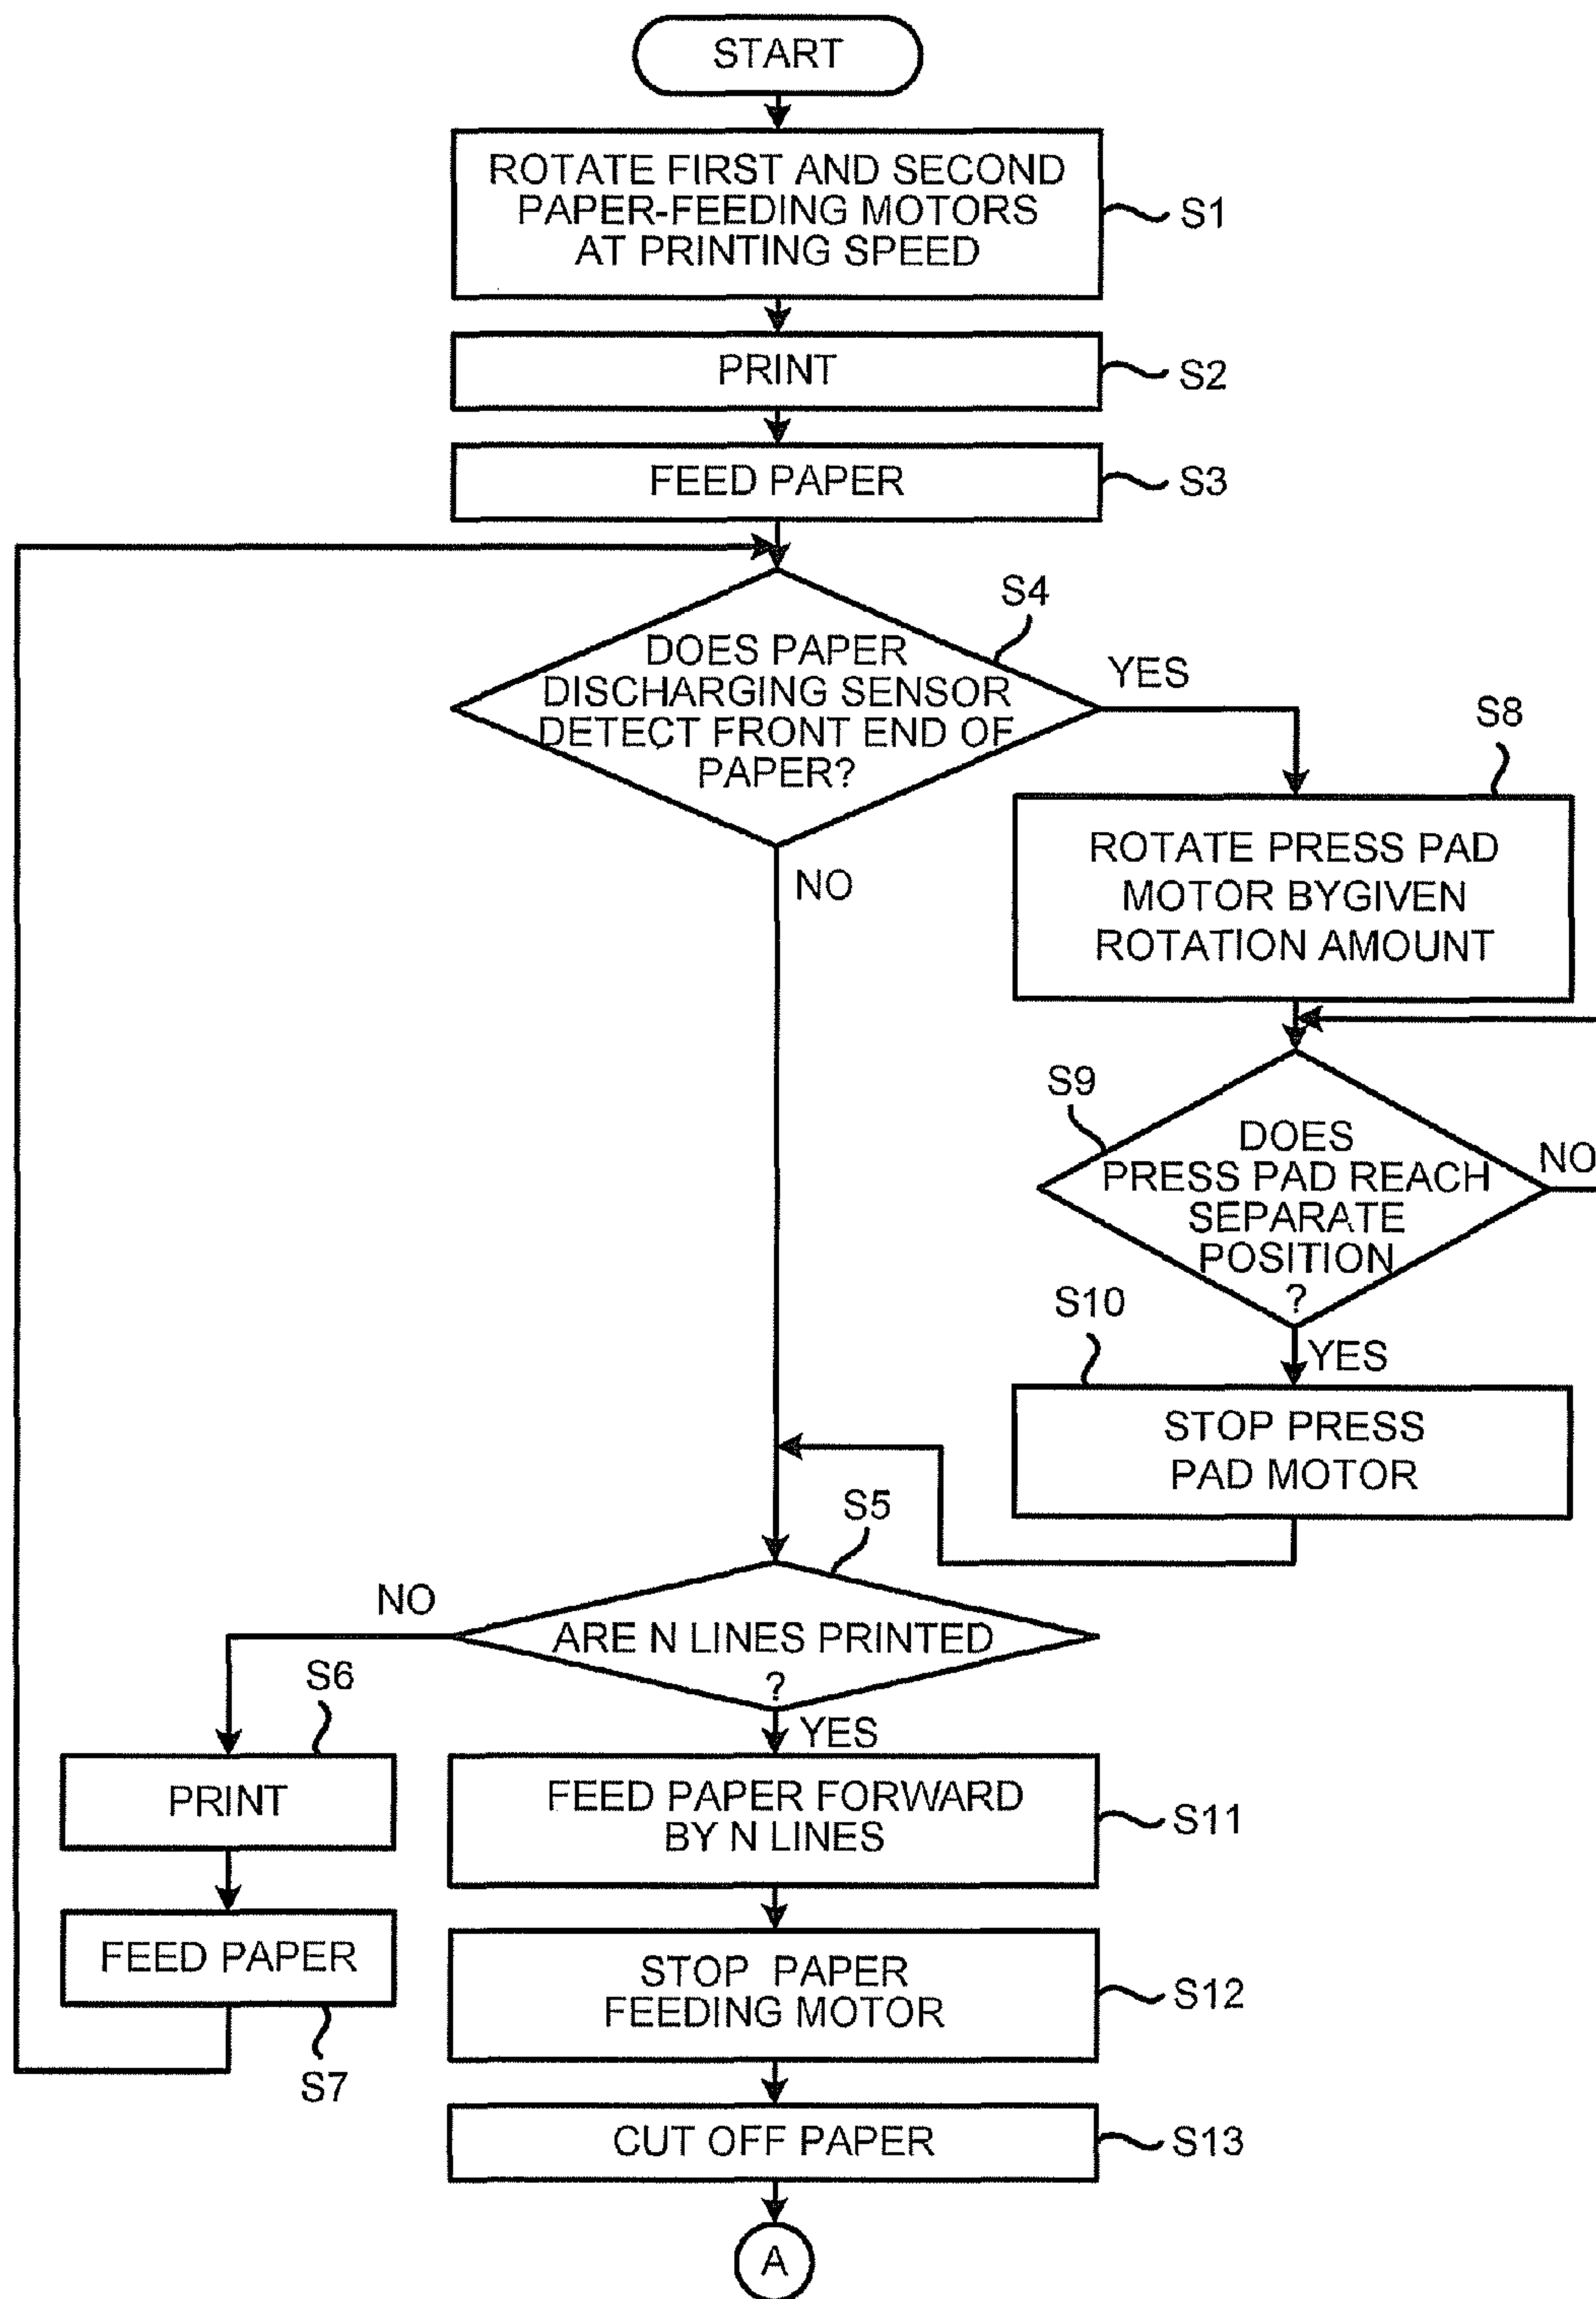 START
ROTATE FIRST AND SECOND
PAPER-FEEDING MOTORS
AT PRINTING SPEED
S1
PRINT
S2
FEED PAPER
S3
S4
DOES PAPER
DISCHARGING SENSOR
DETECT FRONT END OF
PAPER?
YES
NO
S8
ROTATE PRESS PAD
MOTOR BYGIVEN
ROTATION AMOUNT
S9
DOES
PRESS PAD REACH
SEPARATE
POSITION
?
NO
YES
S10
STOP PRESS
PAD MOTOR
S5
ARE N LINES PRINTED
?
NO
YES
S6
PRINT
FEED PAPER
S7
FEED PAPER FORWARD
BY N LINES
S11
STOP PAPER
FEEDING MOTOR
S12
CUT OFF PAPER
S13
A